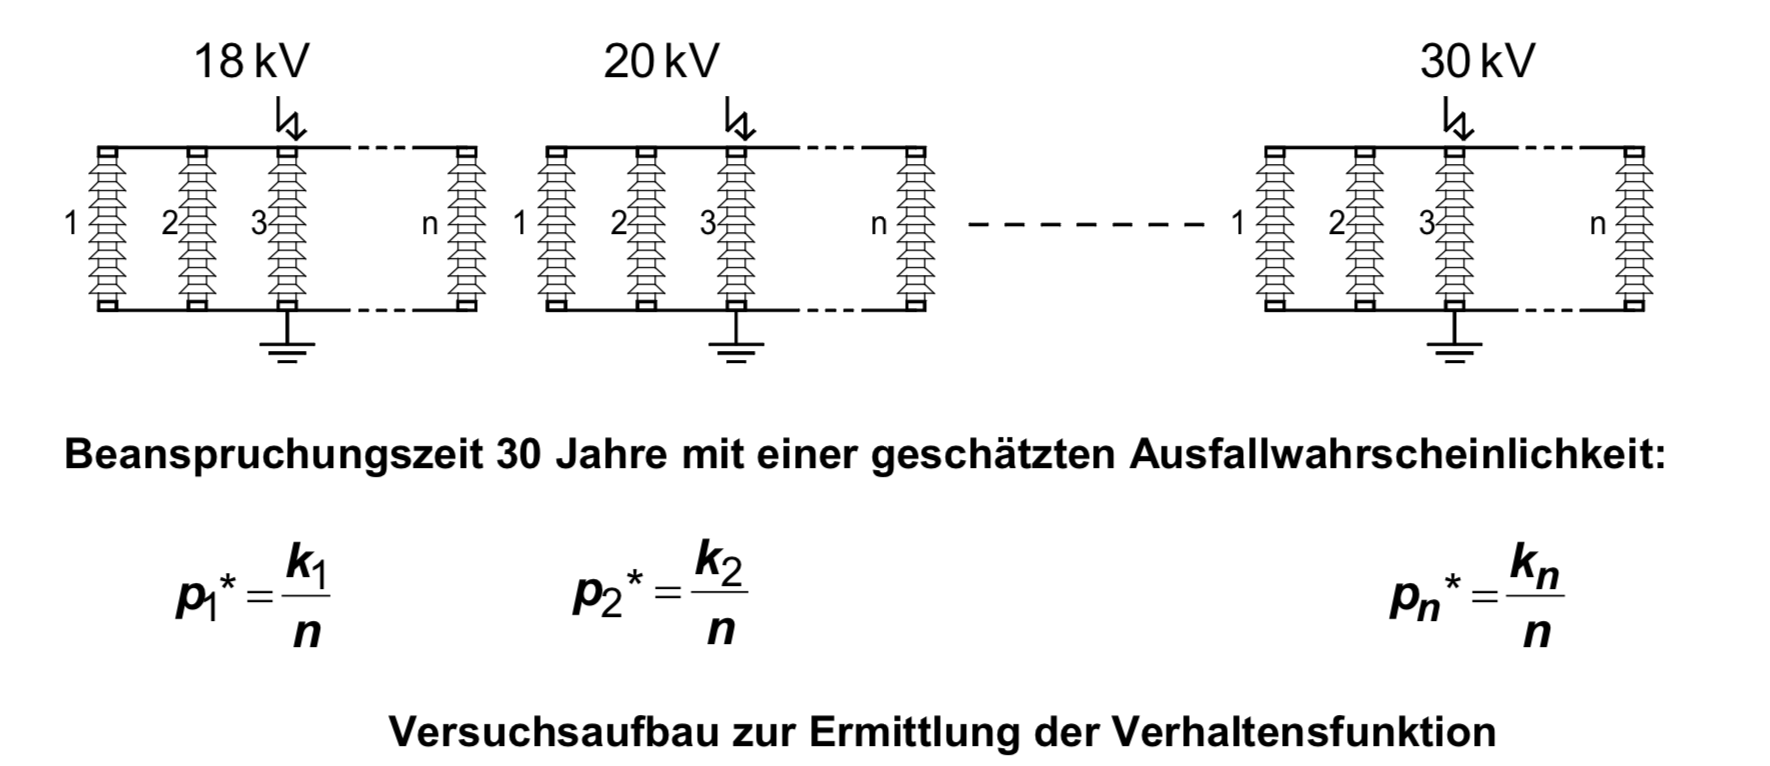 18 kV 20 kV 30 kV
1 2 3 n 1 2 3 n 1 2 3 n
Beanspruchungszeit 30 Jahre mit einer geschätzten Ausfallwahrscheinlichkeit:
p₁* = k₁/n p₂* = k₂/n pₙ* = kₙ/n
Versuchsaufbau zur Ermittlung der Verhaltensfunktion